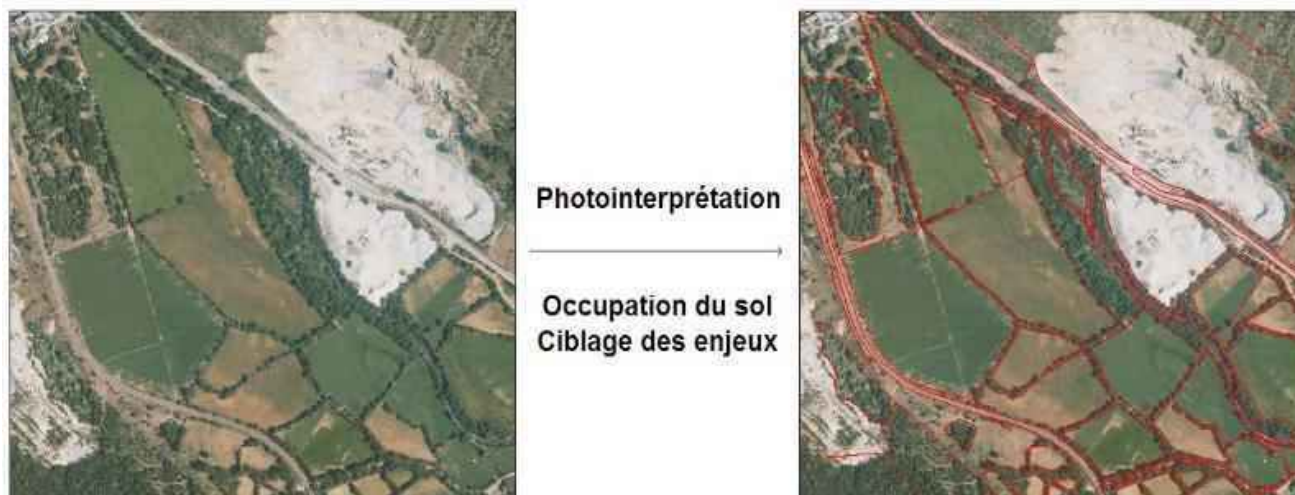 Photointerprétation
Occupation du sol
Ciblage des enjeux